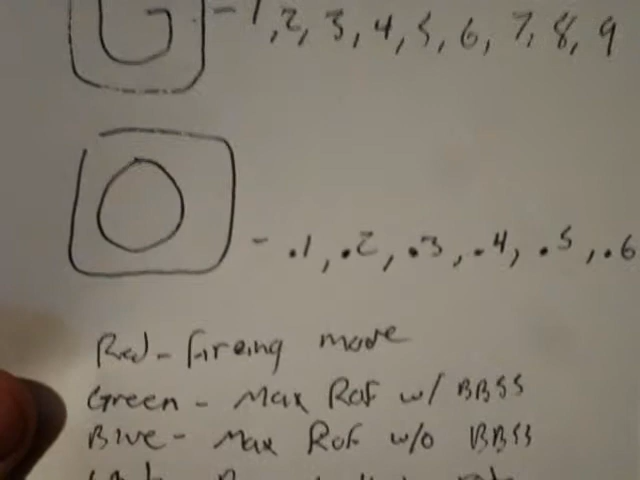 G - 1, 2, 3, 4, 5, 6, 7, 8, 9
O - .1, .2, .3, .4, .5, .6
Red - fireing mode
Green - Max Rof w/ BBSS
Blue - Max Rof w/o BBSS